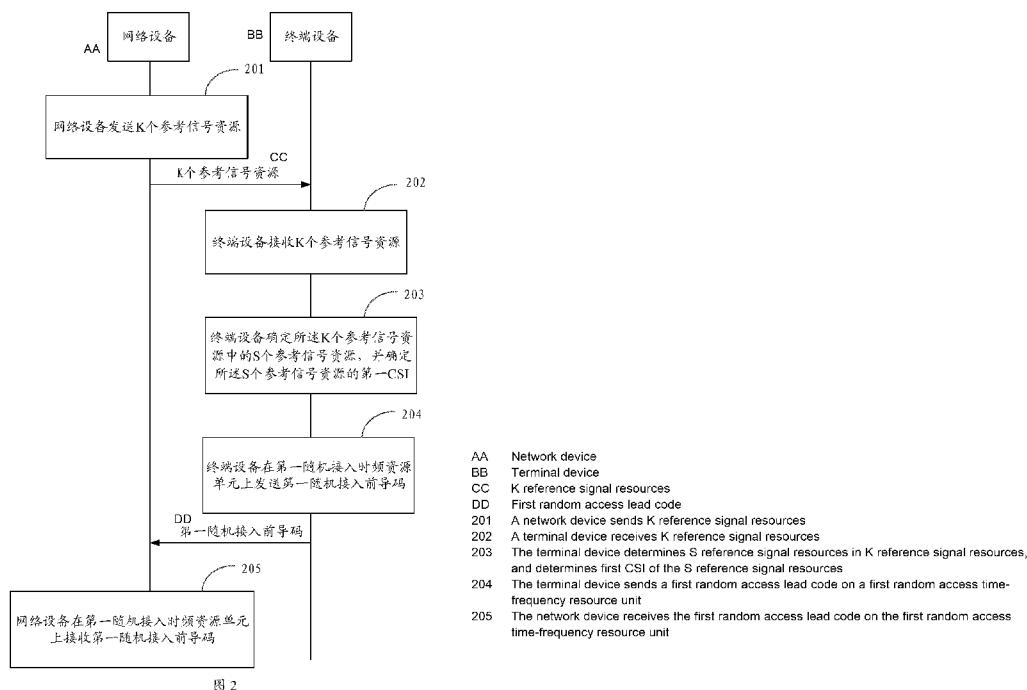 AA
网络设备
BB
终端设备
201
网络设备发送K个参考信号资源
CC
K个参考信号资源
202
终端设备接收K个参考信号资源
203
终端设备确定所述K个参考信号资
源中的S个参考信号资源，并确定
所述S个参考信号资源的第一CSI
204
终端设备在第一随机接入时频资源
单元上发送第一随机接入前导码
DD
第一随机接入前导码
205
网络设备在第一随机接入时频资源单元
上接收第一随机接入前导码
图 2
AA Network device
BB Terminal device
CC K reference signal resources
DD First random access lead code
201 A network device sends K reference signal resources
202 A terminal device receives K reference signal resources
203 The terminal device determines S reference signal resources in K reference signal resources,
and determines first CSI of the S reference signal resources
204 The terminal device sends a first random access lead code on a first random access time-
frequency resource unit
205 The network device receives the first random access lead code on the first random access
time-frequency resource unit